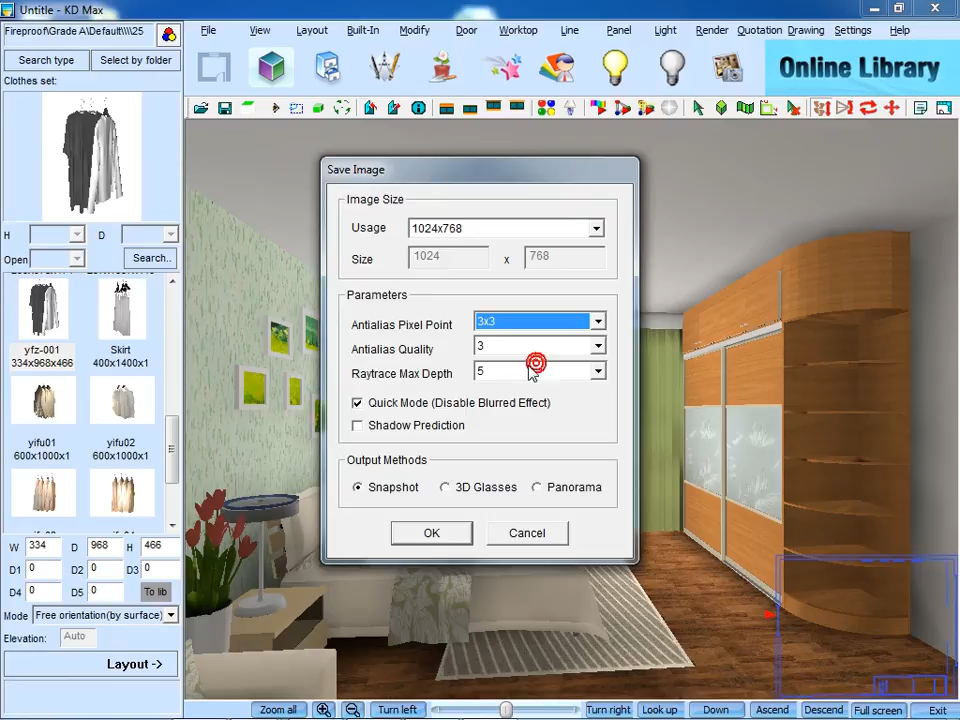 Untitle - KD Max
Fireproof\Grade A\Default\\\\25
File View Layout Built-In Modify Door Worktop Line Panel Light Render Quotation Drawing Settings Help
Search type Select by folder
Online Library
Clothes set:
H D
Open Search..
yfz-001 Skirt
334x968x466 400x1400x1
yifu01 yifu02
600x1000x1 600x1000x1
W 334 D 968 H 466
D1 0 D2 0 D3 0
D4 0 D5 0 To lib
Mode Free orientation(by surface)
Elevation: Auto
Layout ->
Save Image
Image Size
Usage 1024x768
Size 1024 x 768
Parameters
Antialias Pixel Point 3x3
Antialias Quality 3
Raytrace Max Depth 5
Quick Mode (Disable Blurred Effect)
Shadow Prediction
Output Methods
Snapshot 3D Glasses Panorama
OK Cancel
Zoom all Turn left Turn right Look up Down Ascend Descend Full screen Exit